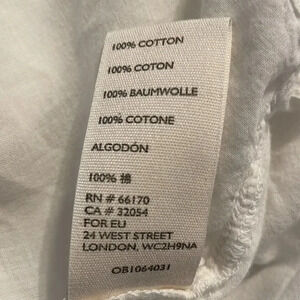 100% COTTON
100% COTON
100% BAUMWOLLE
100% COTONE
ALGODÓN
100% 棉
RN # 66170
CA # 32054
FOR EU
24 WEST STREET
LONDON, WC2H9NA
OB1064031